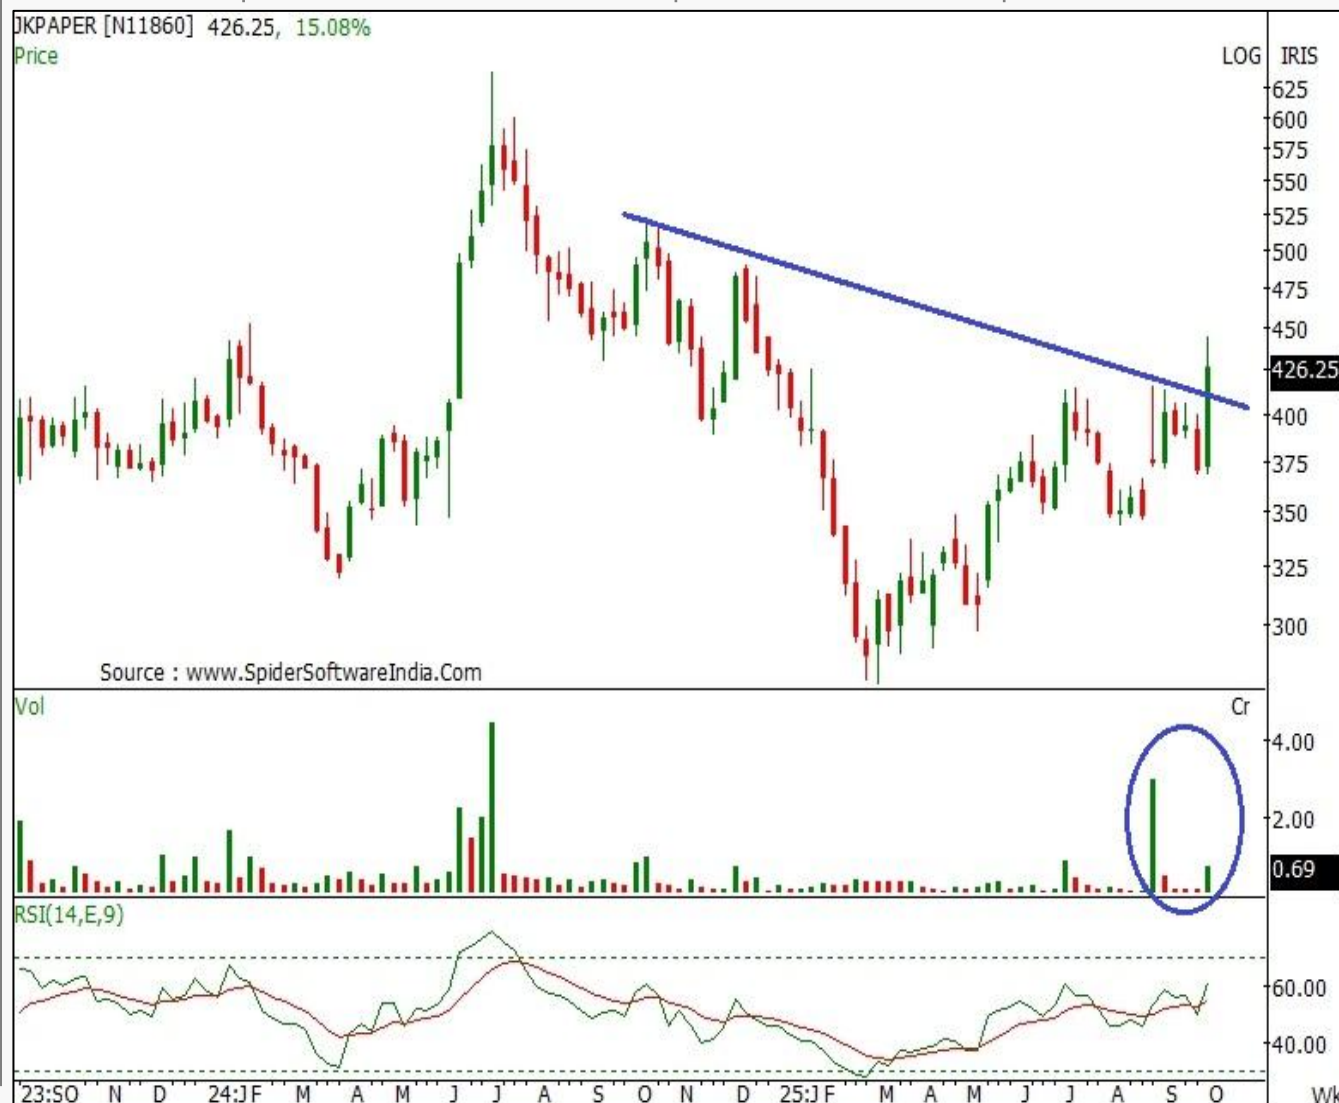 JKPAPER [N11860] 426.25, 15.08%
Price
LOG IRIS
625
600
575
550
525
500
475
450
426.25
400
375
350
325
300
Source : www.SpiderSoftwareIndia.Com
Vol
Cr
4.00
2.00
0.69
RSI(14,E,9)
60.00
40.00
23:SO N D 24:JF M A M J J A S O N D 25:JF M A M J J A S O Wk